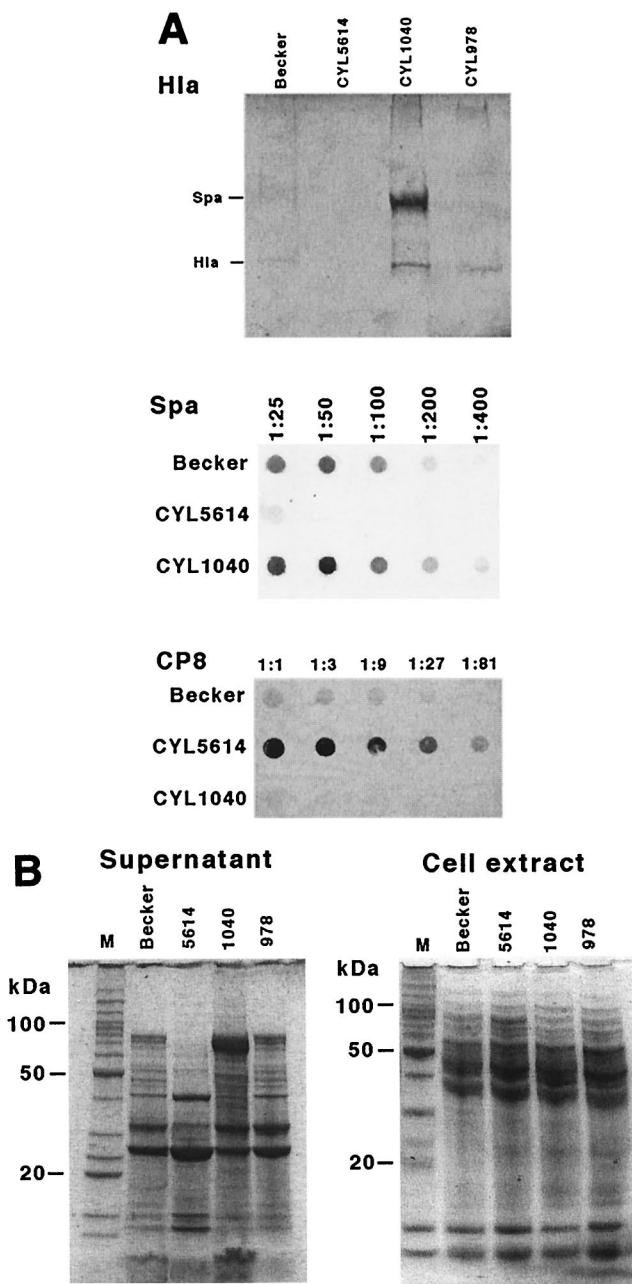 A
Hla
Becker CYL5614 CYL1040 CYL978
Spa
Hla
Spa
1:25 1:50 1:100 1:200 1:400
Becker
CYL5614
CYL1040
CP8
1:1 1:3 1:9 1:27 1:81
Becker
CYL5614
CYL1040
B
Supernatant
M Becker 5614 1040 978
kDa
100
50
20
Cell extract
M Becker 5614 1040 978
kDa
100
50
20